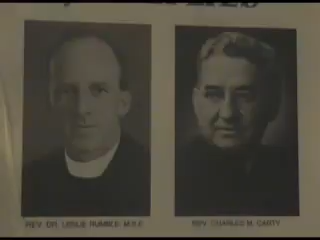 REV. DR. LESLIE RUMBLE, M.S.C.
REV. CHARLES M. CARTY